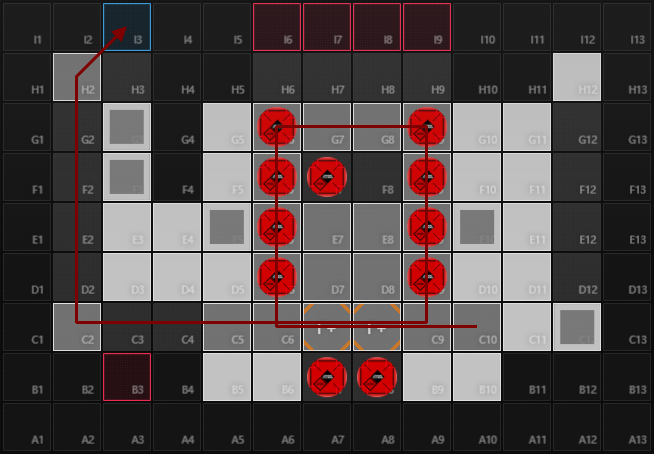 I1 I2 I3 I4 I5 I6 I7 I8 I9 I10 I11 I12 I13
H1 H2 H3 H4 H5 H6 H7 H8 H9 H10 H11 H12 H13
G1 G2 G4 G5 G7 G8 G10 G11 G12 G13
F1 F2 F4 F5 F8 F10 F11 F12 F13
E1 E2 E3 E4 E7 E8 E11 E12 E13
D1 D2 D3 D4 D5 D7 D8 D10 D11 D12 D13
C1 C2 C3 C4 C5 C6 C9 C10 C11 C13
B1 B2 B3 B4 B5 B6 B9 B10 B11 B12 B13
A1 A2 A3 A4 A5 A6 A7 A8 A9 A10 A11 A12 A13